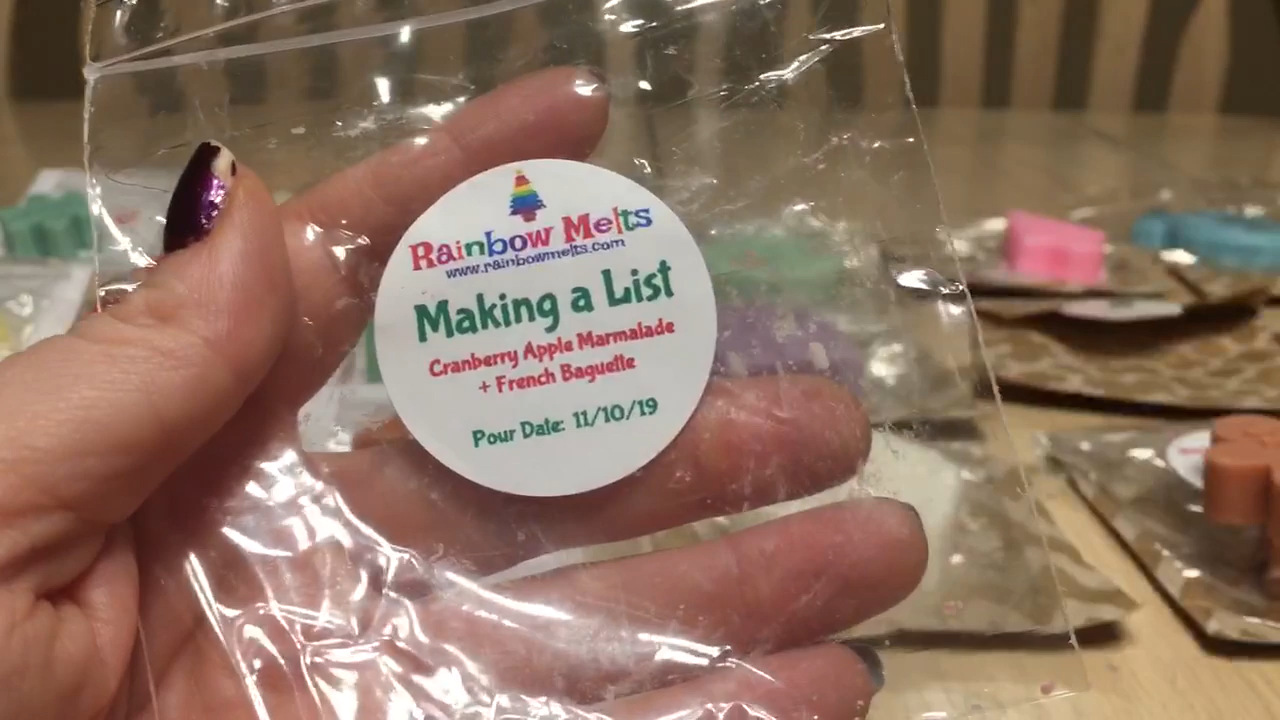 Rainbow Melts
www.rainbowmelts.com
Making a List
Cranberry Apple Marmalade
+ French Baguette
Pour Date: 11/10/19